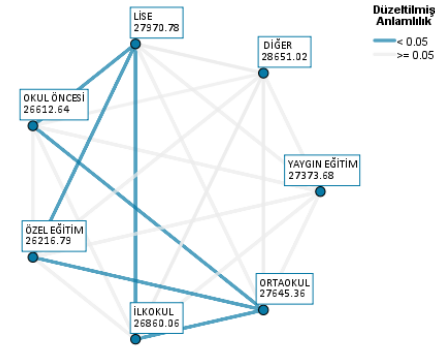 Düzeltilmiş
Anlamlılık
< 0.05
>= 0.05
LİSE
27970.78
DİĞER
28651.02
OKUL ÖNCESİ
26612.64
YAYGIN EĞİTİM
27373.68
ÖZEL EĞİTİM
26216.79
ORTAOKUL
27645.36
İLKOKUL
26860.06